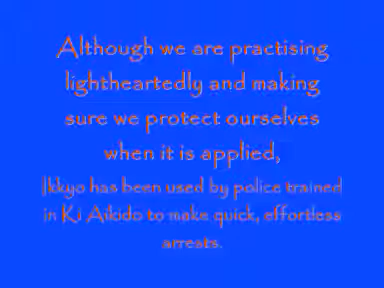 Although we are practising
lightheartedly and making
sure we protect ourselves
when it is applied,
Ikkyo has been used by police trained
in Ki Aikido to make quick, effortless
arrests.